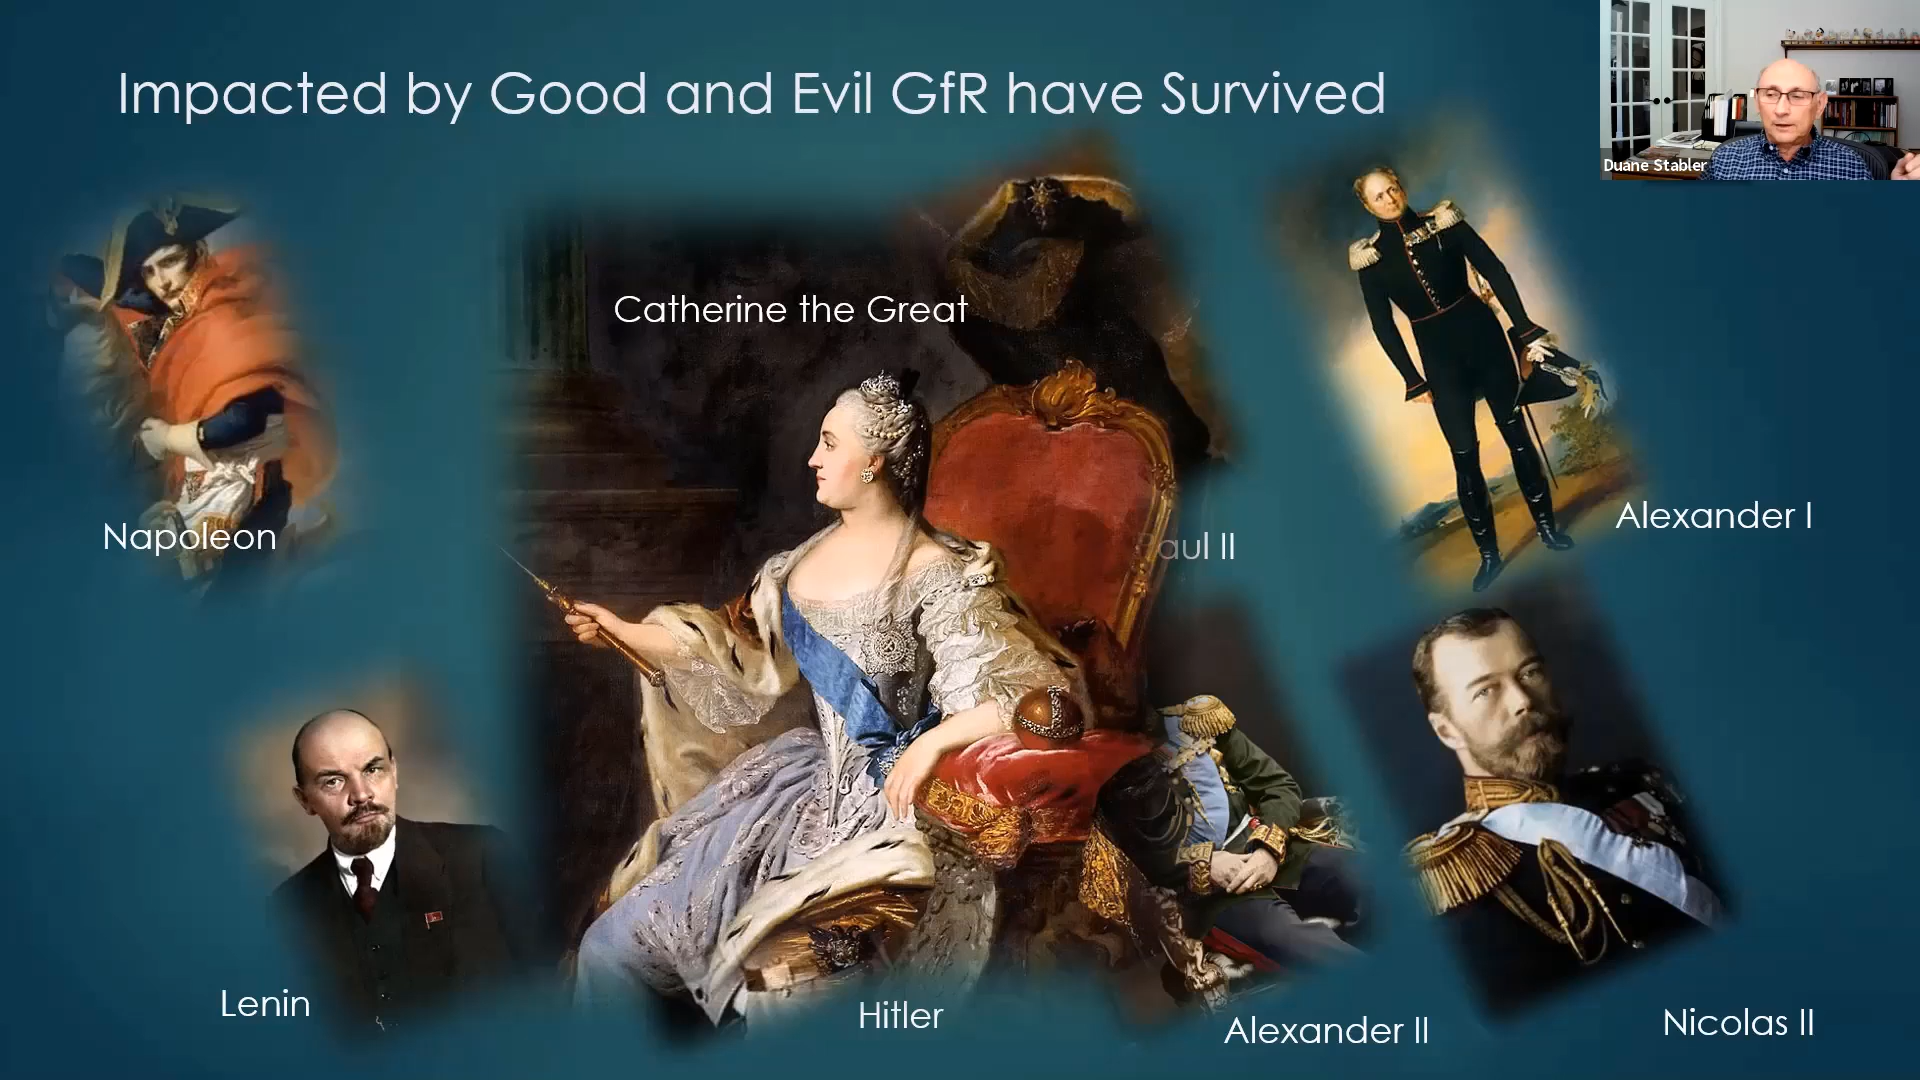 Impacted by Good and Evil GfR have Survived
Duane Stabler
Catherine the Great
Napoleon
Alexander I
Paul II
Lenin
Hitler
Alexander II
Nicolas II